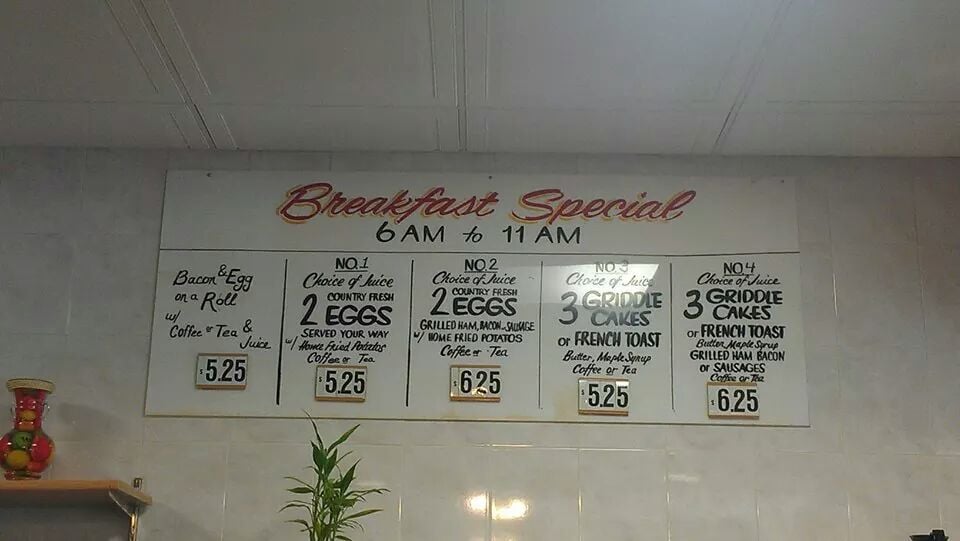 Breakfast Special
6 AM to 11 AM
Bacon & Egg
on a Roll
w/
Coffee or Tea &
Juice
$5.25
NO.1
Choice of Juice
2 COUNTRY FRESH
EGGS
SERVED YOUR WAY
w/ Home Fried Potatos
Coffee or Tea
$5.25
NO.2
Choice of Juice
2 COUNTRY FRESH
EGGS
GRILLED HAM, BACON or SAUSAGE
w/ HOME FRIED POTATOS
Coffee or Tea
$6.25
NO.3
Choice of Juice
3 GRIDDLE
CAKES
or FRENCH TOAST
Butter, Maple Syrup
Coffee or Tea
$5.25
NO.4
Choice of Juice
3 GRIDDLE
CAKES
or FRENCH TOAST
Butter, Maple Syrup
GRILLED HAM BACON
or SAUSAGES
Coffee or Tea
$6.25